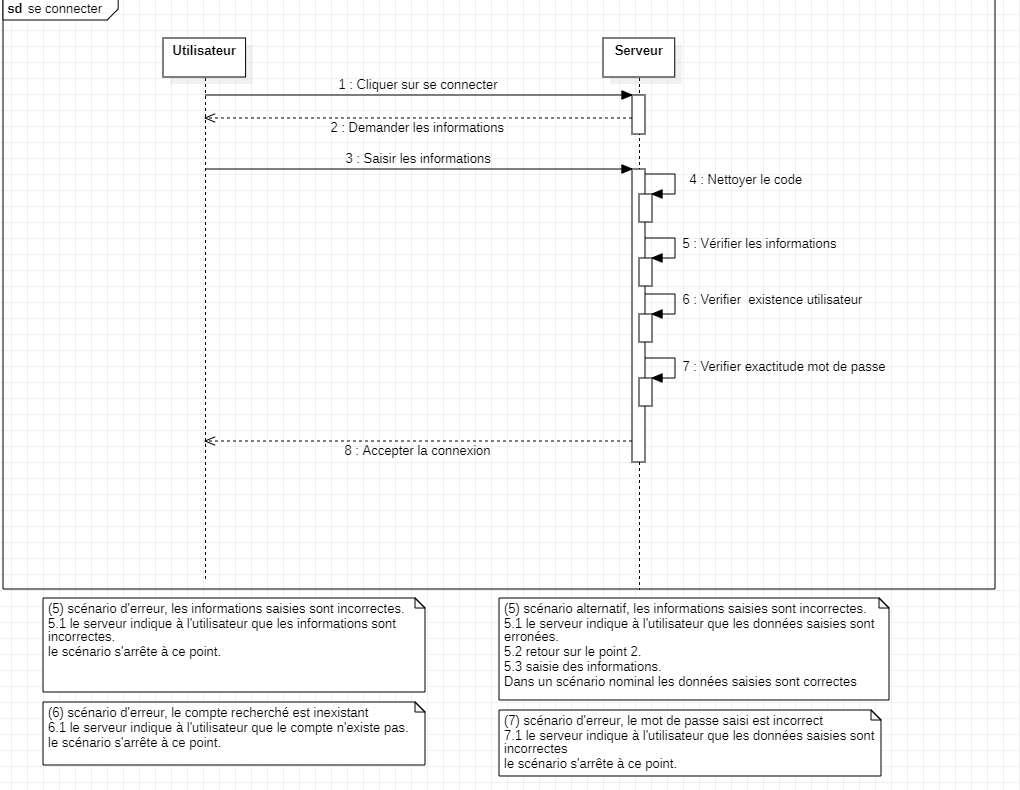 sd se connecter
Utilisateur
Serveur
1 : Cliquer sur se connecter
2 : Demander les informations
3 : Saisir les informations
4 : Nettoyer le code
5 : Vérifier les informations
6 : Verifier  existence utilisateur
7 : Verifier exactitude mot de passe
8 : Accepter la connexion
(5) scénario d'erreur, les informations saisies sont incorrectes.
5.1 le serveur indique à l'utilisateur que les informations sont
incorrectes.
le scénario s'arrête à ce point.
(5) scénario alternatif, les informations saisies sont incorrectes.
5.1 le serveur indique à l'utilisateur que les données saisies sont
erronées.
5.2 retour sur le point 2.
5.3 saisie des informations.
Dans un scénario nominal les données saisies sont correctes
(6) scénario d'erreur, le compte recherché est inexistant
6.1 le serveur indique à l'utilisateur que le compte n'existe pas.
le scénario s'arrête à ce point.
(7) scénario d'erreur, le mot de passe saisi est incorrect
7.1 le serveur indique à l'utilisateur que les données saisies sont
incorrectes
le scénario s'arrête à ce point.